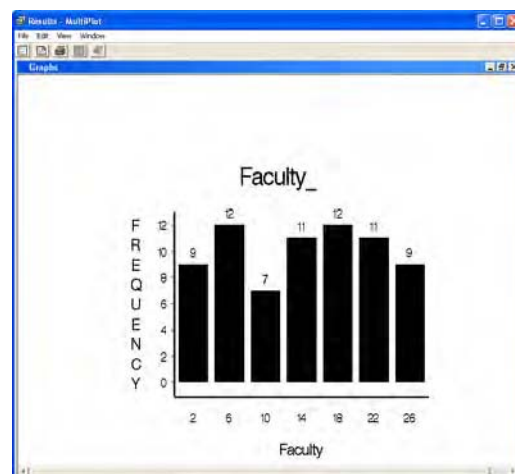 Results - MultiPlot
File Edit View Window
Graphs
Faculty_
12
12
9
11
11
9
7
FREQUENCY
12
10
8
6
4
2
0
2 6 10 14 18 22 26
Faculty